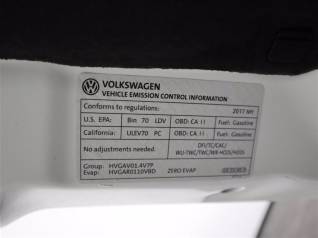 VOLKSWAGEN
VEHICLE EMISSION CONTROL INFORMATION
Conforms to regulations: 2017 MY
U.S. EPA: Bin 70 LDV OBD: CA II Fuel: Gasoline
California: ULEV70 PC OBD: CA II Fuel: Gasoline
No adjustments needed. DFI/TC/CAC/
WU-TWC/TWC/WR-HO2S/HO2S
Group: HVGAV01.4V7P
Evap: HVGAR0110VBD ZERO EVAP